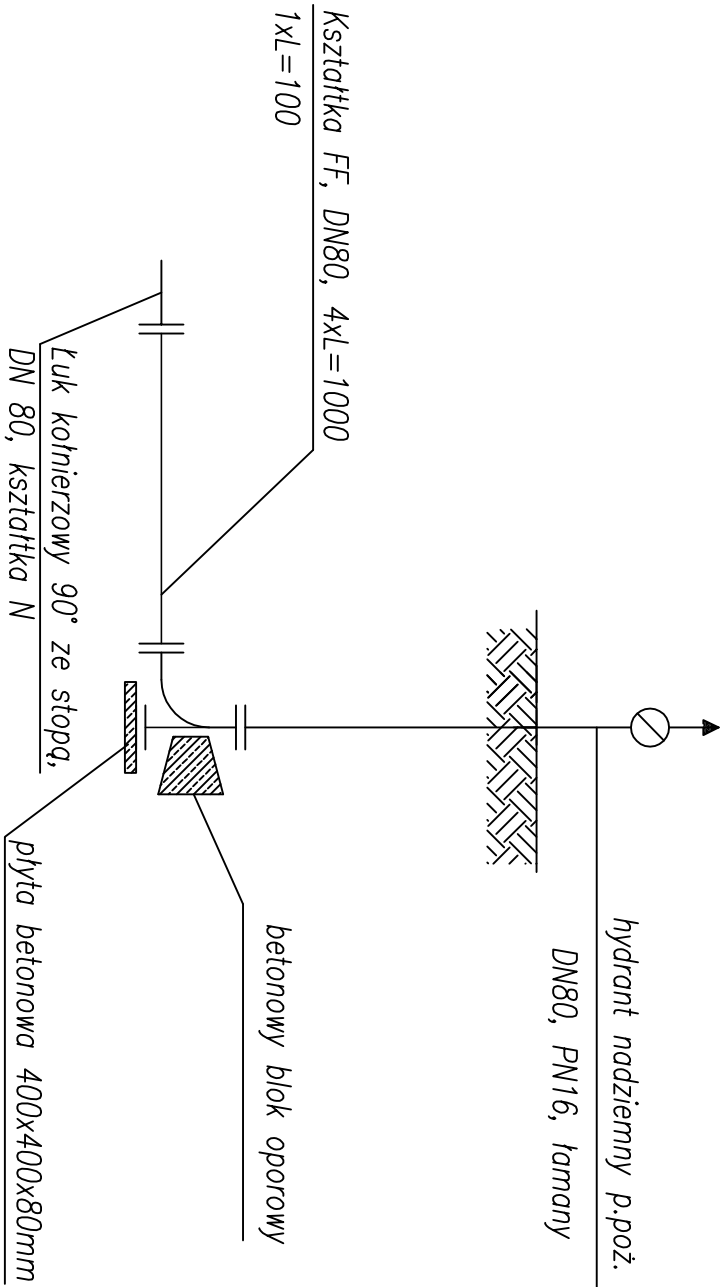 hydrant nadziemny p.poż.
DN80, PN16, łamany
Kształtka FF, DN80, 4xL=1000
1xL=100
betonowy blok oporowy
Łuk kołnierzowy 90° ze stopą,
DN 80, kształtka N
płyta betonowa 400x400x80mm